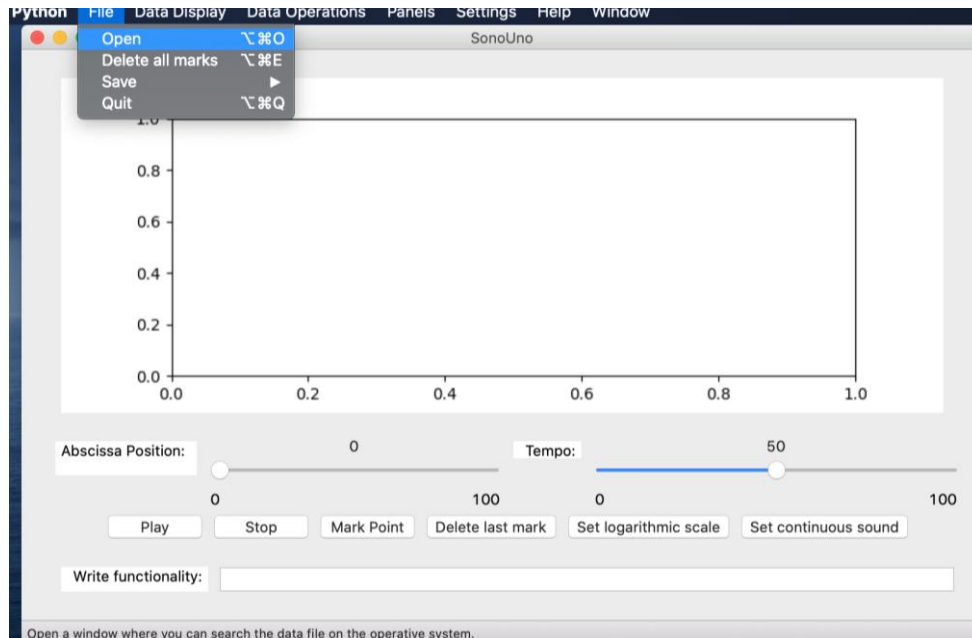 Python File Data Display Data Operations Panels Settings Help Window
SonoUno
Open ⌥⌘O
Delete all marks ⌥⌘E
Save ▶
Quit ⌥⌘Q
1.0
0.8
0.6
0.4
0.2
0.0
0.0 0.2 0.4 0.6 0.8 1.0
Abscissa Position: 0 Tempo: 50
0 100 0 100
Play Stop Mark Point Delete last mark Set logarithmic scale Set continuous sound
Write functionality:
Open a window where you can search the data file on the operative system.